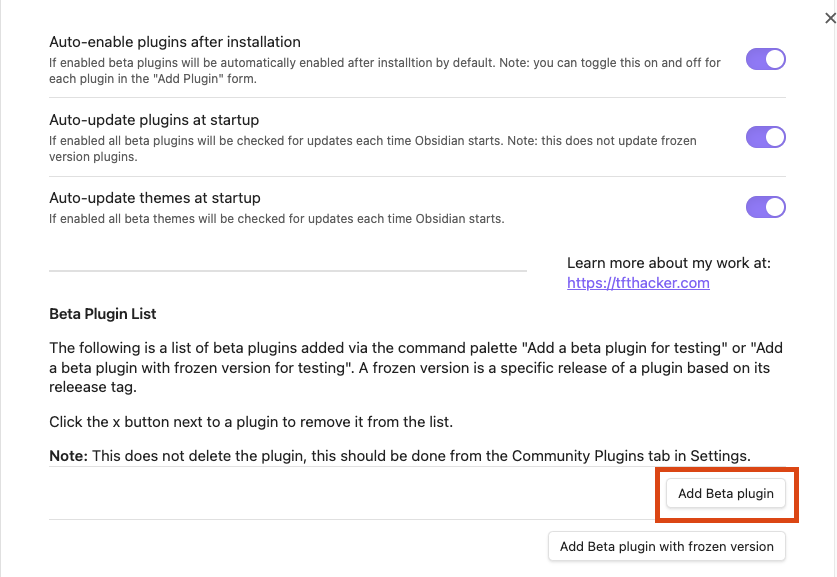 Auto-enable plugins after installation
If enabled beta plugins will be automatically enabled after installtion by default. Note: you can toggle this on and off for
each plugin in the "Add Plugin" form.
Auto-update plugins at startup
If enabled all beta plugins will be checked for updates each time Obsidian starts. Note: this does not update frozen
version plugins.
Auto-update themes at startup
If enabled all beta themes will be checked for updates each time Obsidian starts.
Learn more about my work at:
https://tfthacker.com
Beta Plugin List
The following is a list of beta plugins added via the command palette "Add a beta plugin for testing" or "Add
a beta plugin with frozen version for testing". A frozen version is a specific release of a plugin based on its
releease tag.
Click the x button next to a plugin to remove it from the list.
Note: This does not delete the plugin, this should be done from the Community Plugins tab in Settings.
Add Beta plugin
Add Beta plugin with frozen version